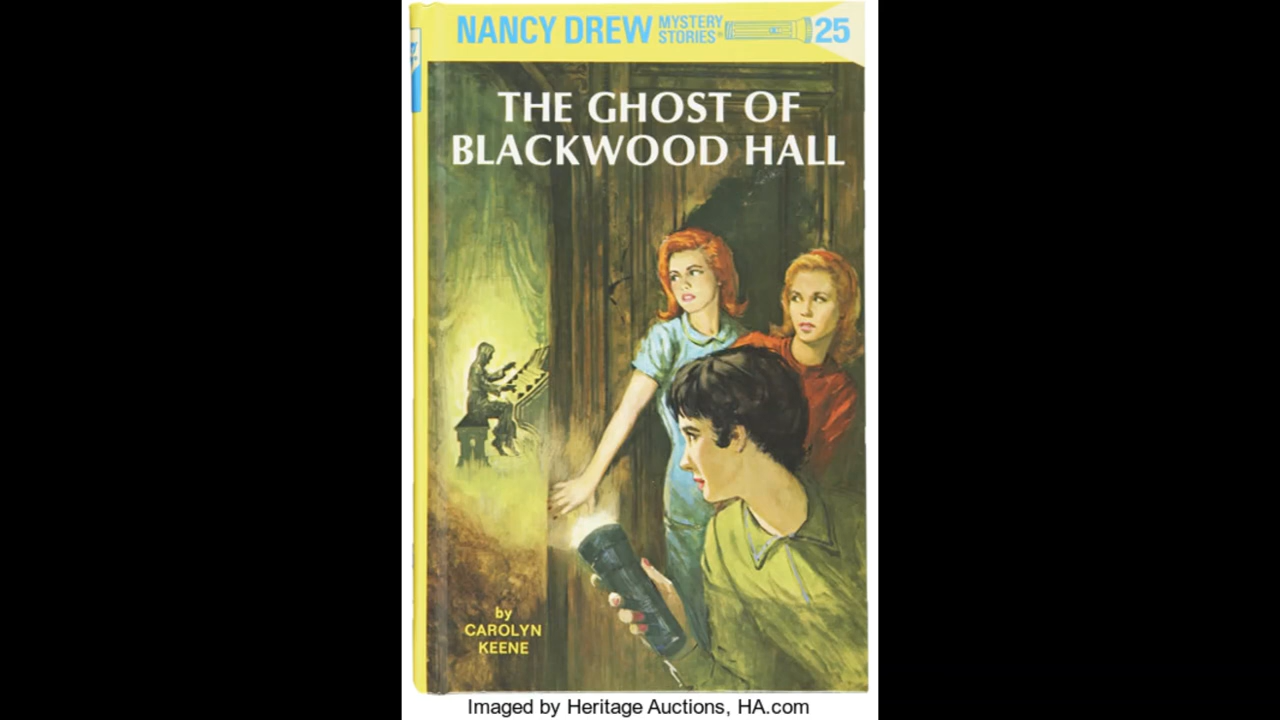 NANCY DREW MYSTERY STORIES® 25
THE GHOST OF
BLACKWOOD HALL
by
CAROLYN
KEENE
Imaged by Heritage Auctions, HA.com